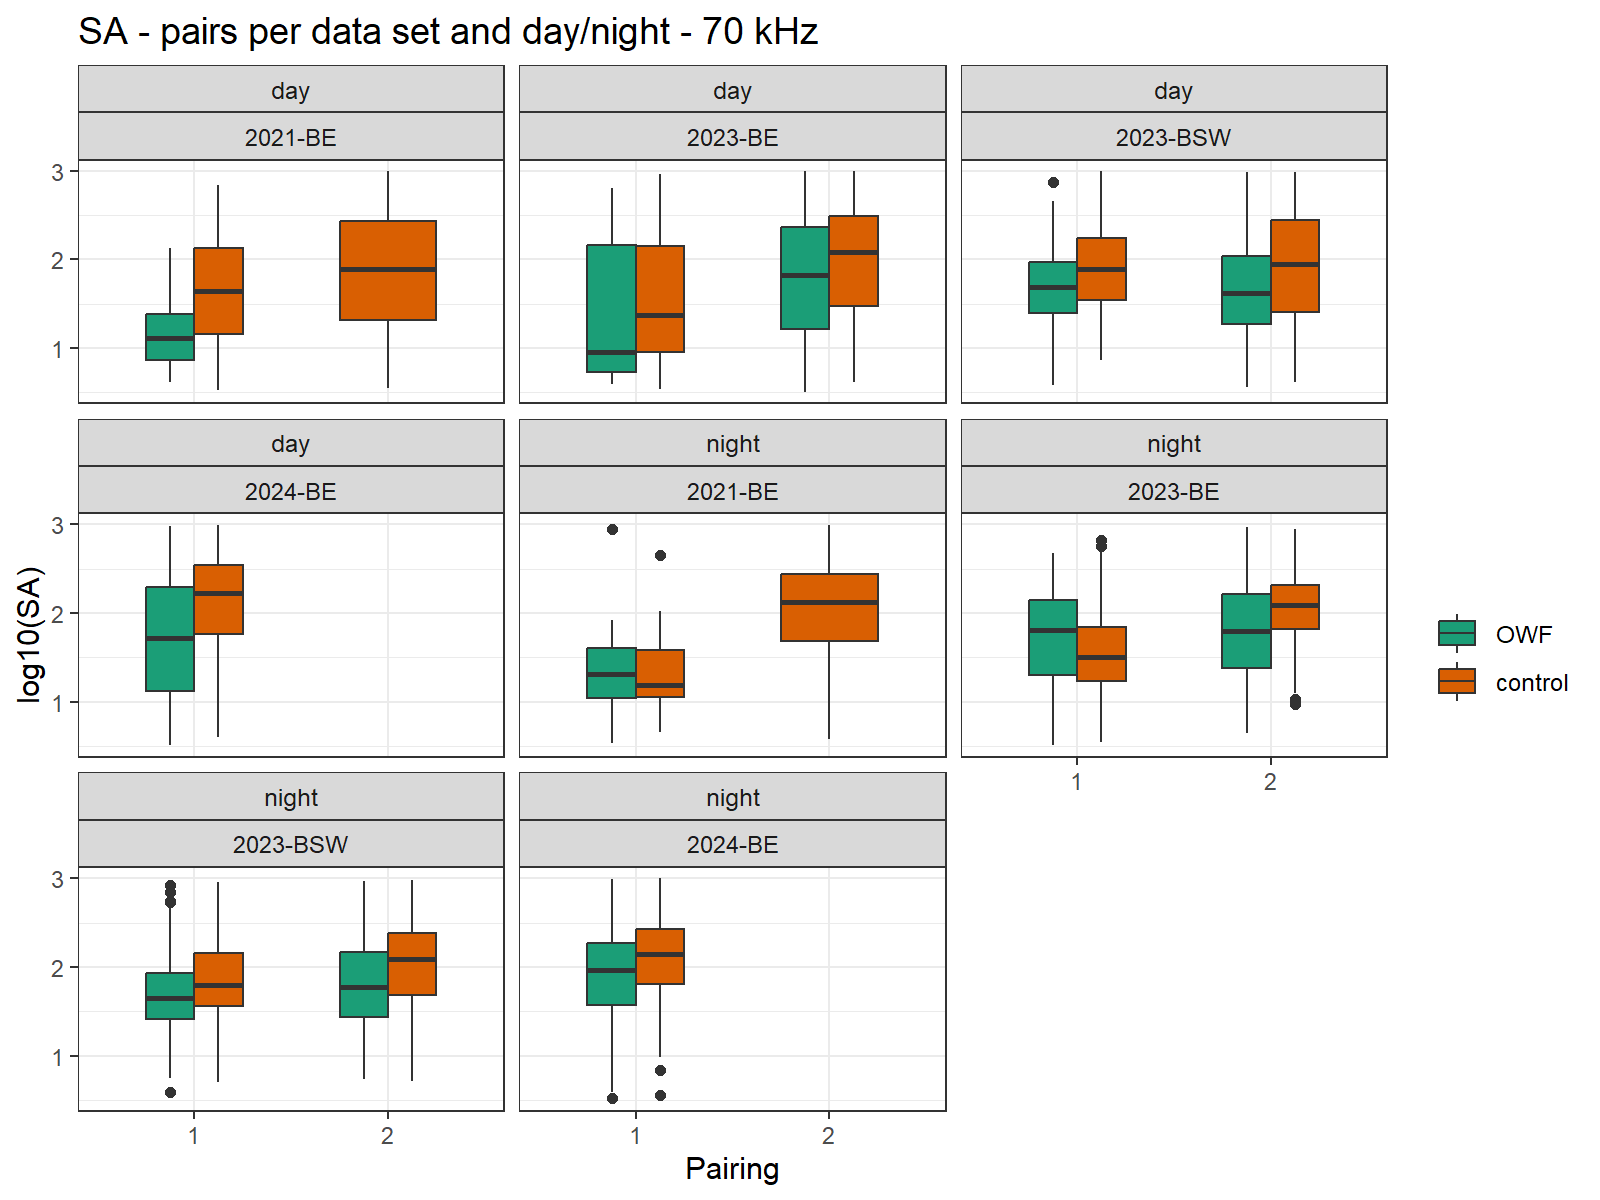 SA - pairs per data set and day/night - 70 kHz
day
day
day
2021-BE
2023-BE
2023-BSW
3
2
1
day
night
night
2024-BE
2021-BE
2023-BE
3
2
1
log10(SA)
OWF
control
1
2
night
night
2023-BSW
2024-BE
3
2
1
1
2
1
2
Pairing